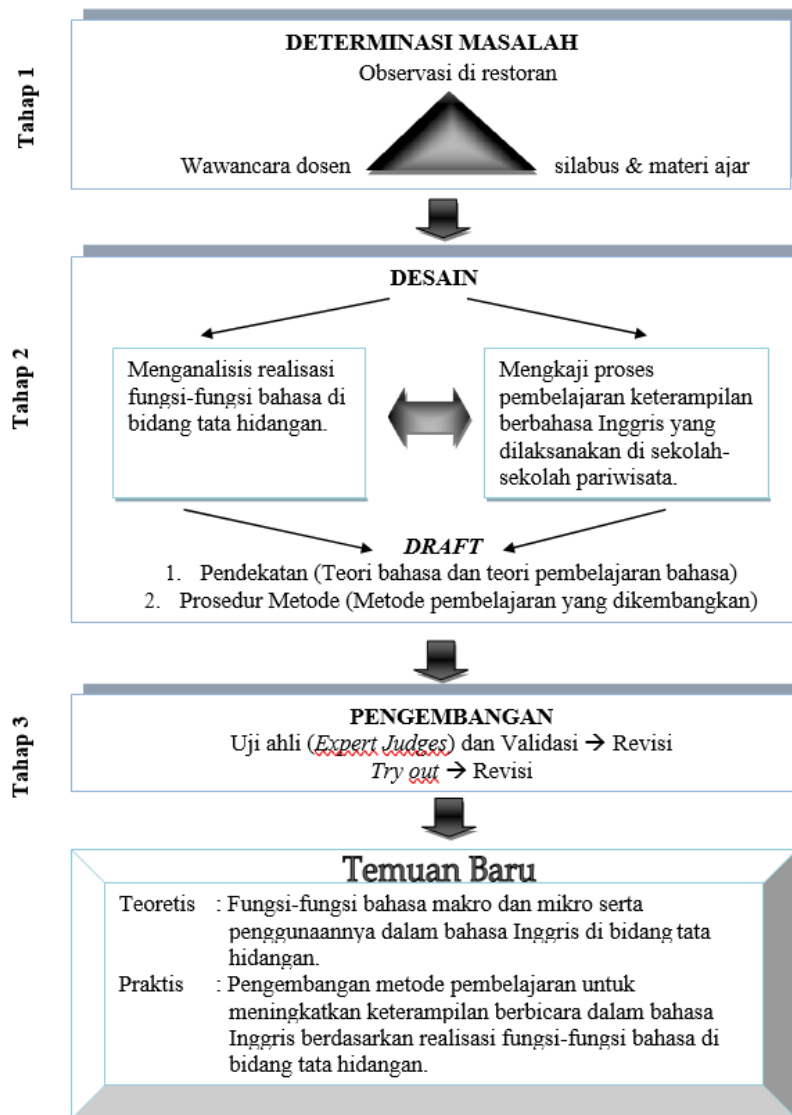 Tahap 1
DETERMINASI MASALAH
Observasi di restoran
Wawancara dosen
silabus & materi ajar
Tahap 2
DESAIN
Menganalisis realisasi
fungsi-fungsi bahasa di
bidang tata hidangan.
Mengkaji proses
pembelajaran keterampilan
berbahasa Inggris yang
dilaksanakan di sekolah-
sekolah pariwisata.
DRAFT
1. Pendekatan (Teori bahasa dan teori pembelajaran bahasa)
2. Prosedur Metode (Metode pembelajaran yang dikembangkan)
Tahap 3
PENGEMBANGAN
Uji ahli (Expert Judges) dan Validasi → Revisi
Try out → Revisi
Temuan Baru
Teoretis : Fungsi-fungsi bahasa makro dan mikro serta
penggunaannya dalam bahasa Inggris di bidang tata
hidangan.
Praktis : Pengembangan metode pembelajaran untuk
meningkatkan keterampilan berbicara dalam bahasa
Inggris berdasarkan realisasi fungsi-fungsi bahasa di
bidang tata hidangan.